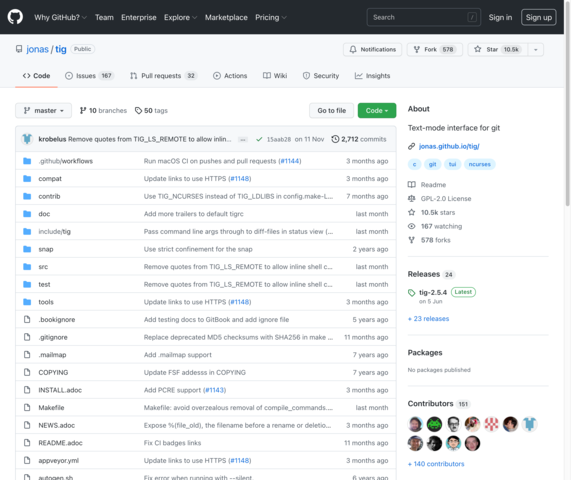 Why GitHub? Team Enterprise Explore Marketplace Pricing Search / Sign in Sign up
jonas / tig Public Notifications Fork 578 Star 10.5k
Code Issues 167 Pull requests 32 Actions Wiki Security Insights
master 10 branches 50 tags Go to file Code
krobelus Remove quotes from TIG_LS_REMOTE to allow inlin... 15aab28 on 11 Nov 2,712 commits
.github/workflows Run macOS CI on pushes and pull requests (#1144) 3 months ago
compat Update links to use HTTPS (#1148) 3 months ago
contrib Use TIG_NCURSES instead of TIG_LDLIBS in config.make-L... 7 months ago
doc Add more trailers to default tigrc last month
include/tig Pass command line args through to diff-files in status view (... last month
snap Use strict confinement for the snap 2 years ago
src Remove quotes from TIG_LS_REMOTE to allow inline shell c... last month
test Remove quotes from TIG_LS_REMOTE to allow inline shell c... last month
tools Update links to use HTTPS (#1148) 3 months ago
.bookignore Add testing docs to GitBook and add ignore file 5 years ago
.gitignore Replace deprecated MD5 checksums with SHA256 in make ... 11 months ago
.mailmap Add .mailmap support 7 years ago
COPYING Update FSF addesss in COPYING 7 years ago
INSTALL.adoc Add PCRE support (#1143) 3 months ago
Makefile Makefile: avoid overzealous removal of compile_commands.... last month
NEWS.adoc Expose %(file_old), the filename before a rename or deletio... 3 months ago
README.adoc Fix CI badges links 11 months ago
appveyor.yml Update links to use HTTPS (#1148) 3 months ago
autogen.sh Fix error when running with --silent. 6 years ago
About
Text-mode interface for git
jonas.github.io/tig/
c git tui ncurses
Readme
GPL-2.0 License
10.5k stars
167 watching
578 forks
Releases 24
tig-2.5.4 Latest
on 5 Jun
+ 23 releases
Packages
No packages published
Contributors 151
+ 140 contributors